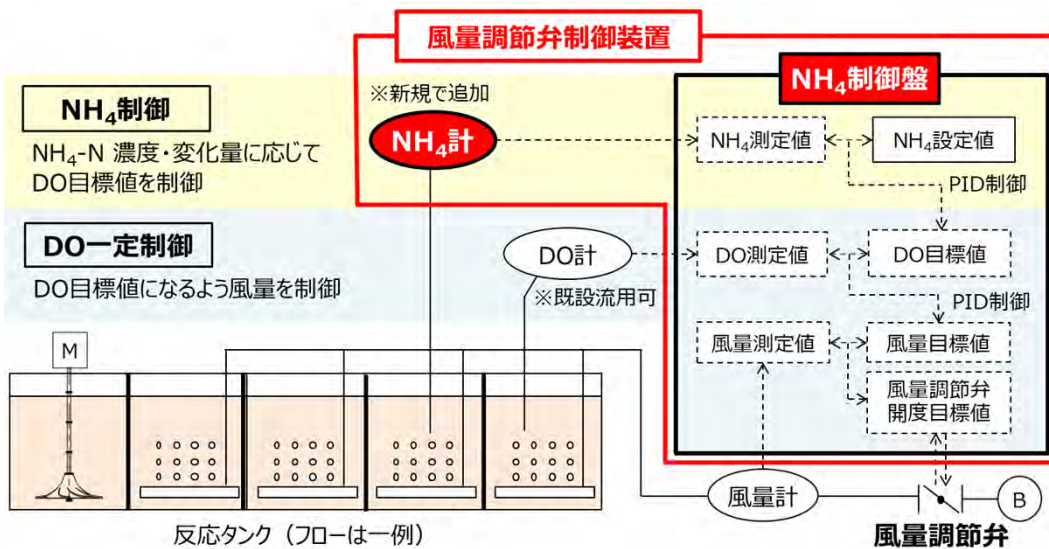 風量調節弁制御装置
NH₄制御盤
NH₄制御
NH₄-N 濃度・変化量に応じて
DO目標値を制御
※新規で追加
NH₄計
NH₄測定値
NH₄設定値
PID制御
DO一定制御
DO目標値になるよう風量を制御
DO計
※既設流用可
DO測定値
DO目標値
PID制御
風量測定値
風量目標値
風量調節弁
開度目標値
M
反応タンク（フローは一例）
風量計
B
風量調節弁